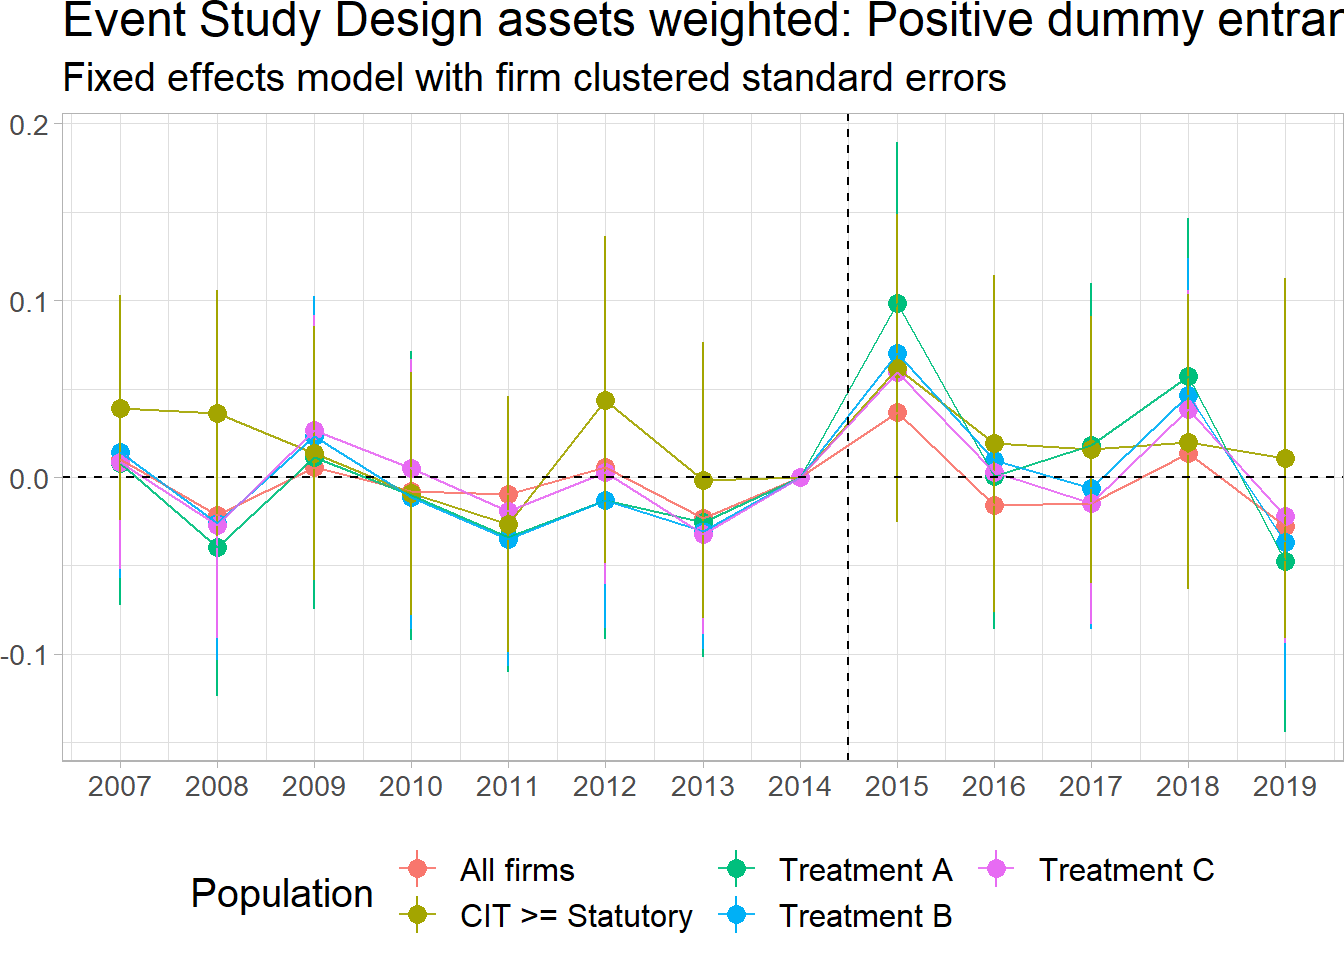 Event Study Design assets weighted: Positive dummy entran
Fixed effects model with firm clustered standard errors
0.2
0.1
0.0
-0.1
2007 2008 2009 2010 2011 2012 2013 2014 2015 2016 2017 2018 2019
Population
All firms
CIT >= Statutory
Treatment A
Treatment B
Treatment C